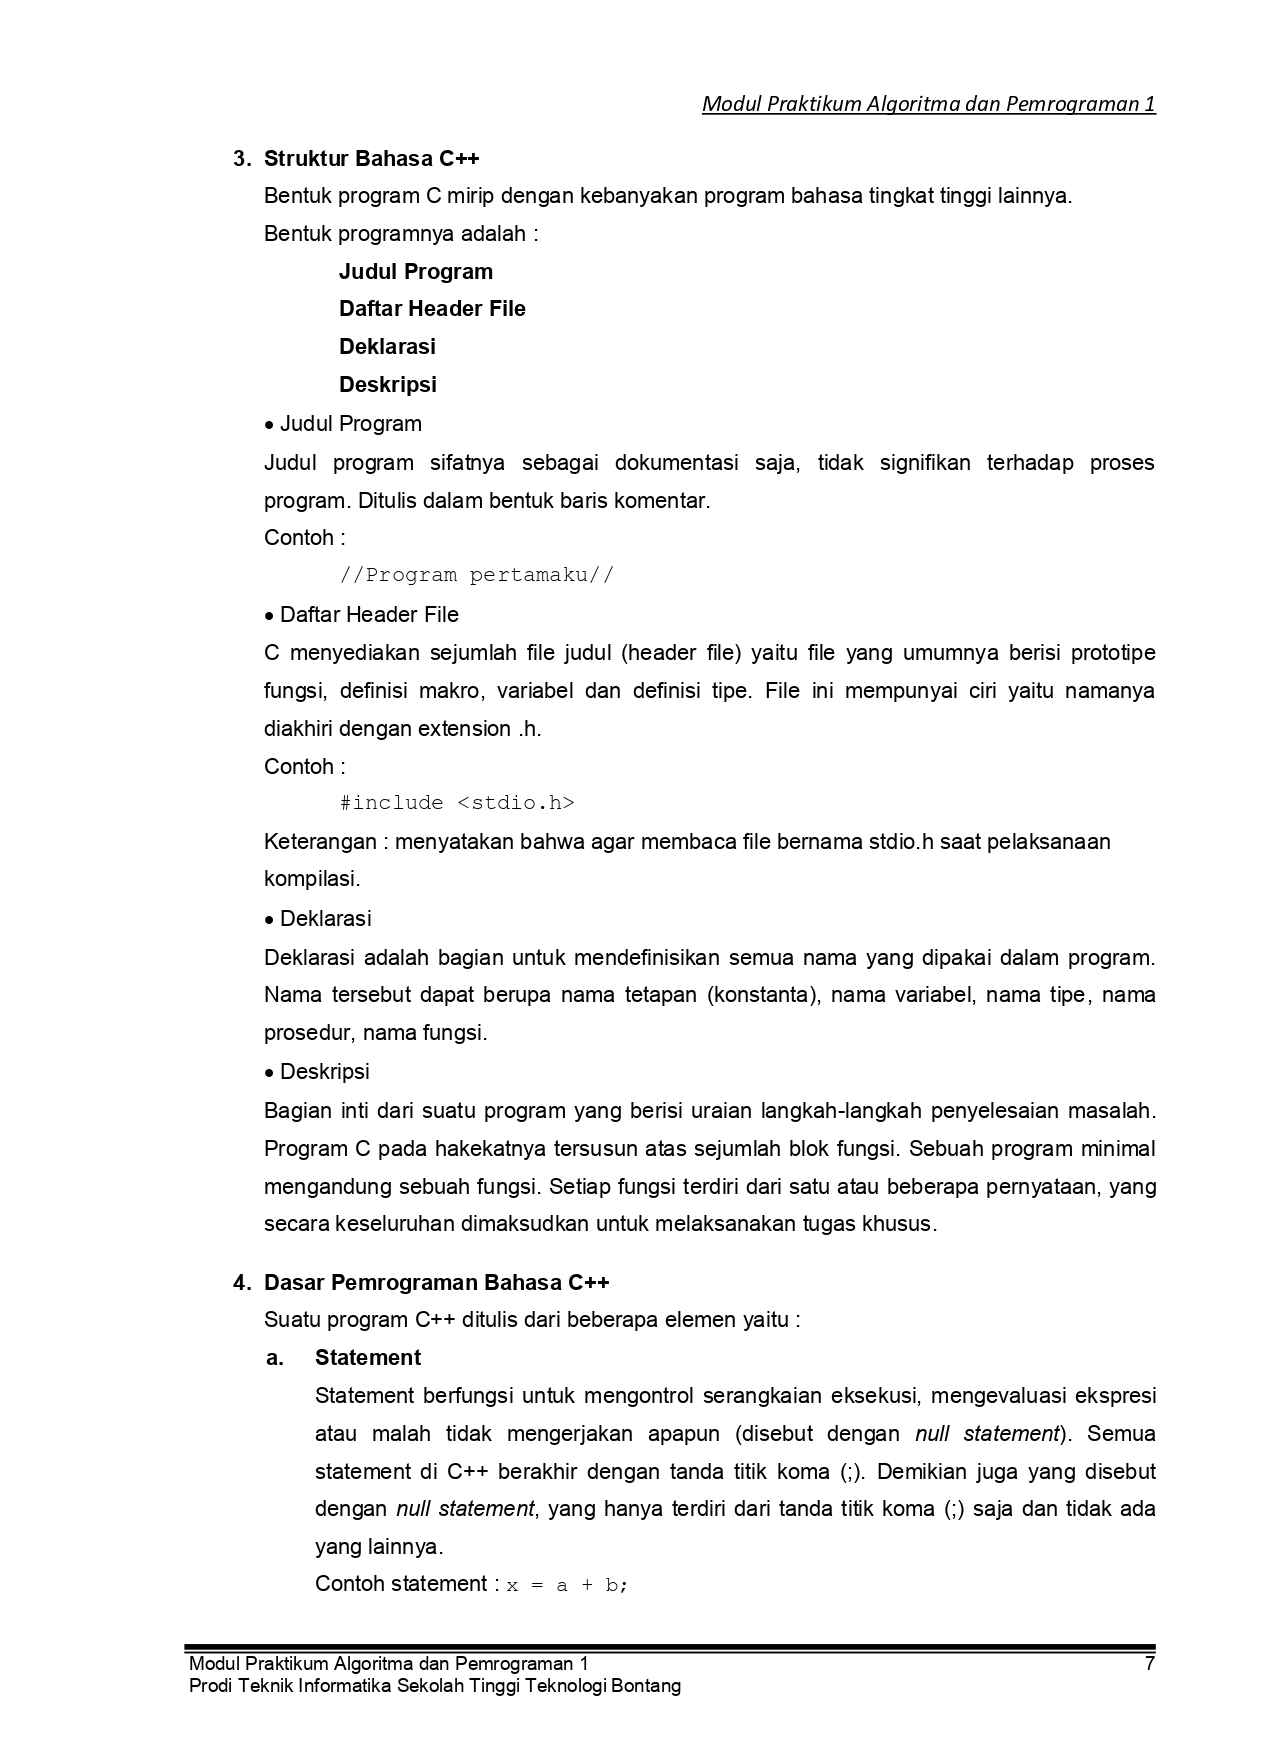 Modul Praktikum Algoritma dan Pemrograman 1
3. Struktur Bahasa C++
Bentuk program C mirip dengan kebanyakan program bahasa tingkat tinggi lainnya.
Bentuk programnya adalah :
Judul Program
Daftar Header File
Deklarasi
Deskripsi
• Judul Program
Judul program sifatnya sebagai dokumentasi saja, tidak signifikan terhadap proses
program. Ditulis dalam bentuk baris komentar.
Contoh :
//Program pertamaku//
• Daftar Header File
C menyediakan sejumlah file judul (header file) yaitu file yang umumnya berisi prototipe
fungsi, definisi makro, variabel dan definisi tipe. File ini mempunyai ciri yaitu namanya
diakhiri dengan extension .h.
Contoh :
#include <stdio.h>
Keterangan : menyatakan bahwa agar membaca file bernama stdio.h saat pelaksanaan
kompilasi.
• Deklarasi
Deklarasi adalah bagian untuk mendefinisikan semua nama yang dipakai dalam program.
Nama tersebut dapat berupa nama tetapan (konstanta), nama variabel, nama tipe, nama
prosedur, nama fungsi.
• Deskripsi
Bagian inti dari suatu program yang berisi uraian langkah-langkah penyelesaian masalah.
Program C pada hakekatnya tersusun atas sejumlah blok fungsi. Sebuah program minimal
mengandung sebuah fungsi. Setiap fungsi terdiri dari satu atau beberapa pernyataan, yang
secara keseluruhan dimaksudkan untuk melaksanakan tugas khusus.
4. Dasar Pemrograman Bahasa C++
Suatu program C++ ditulis dari beberapa elemen yaitu :
a. Statement
Statement berfungsi untuk mengontrol serangkaian eksekusi, mengevaluasi ekspresi
atau malah tidak mengerjakan apapun (disebut dengan null statement). Semua
statement di C++ berakhir dengan tanda titik koma (;). Demikian juga yang disebut
dengan null statement, yang hanya terdiri dari tanda titik koma (;) saja dan tidak ada
yang lainnya.
Contoh statement : x = a + b;
Modul Praktikum Algoritma dan Pemrograman 1 7
Prodi Teknik Informatika Sekolah Tinggi Teknologi Bontang